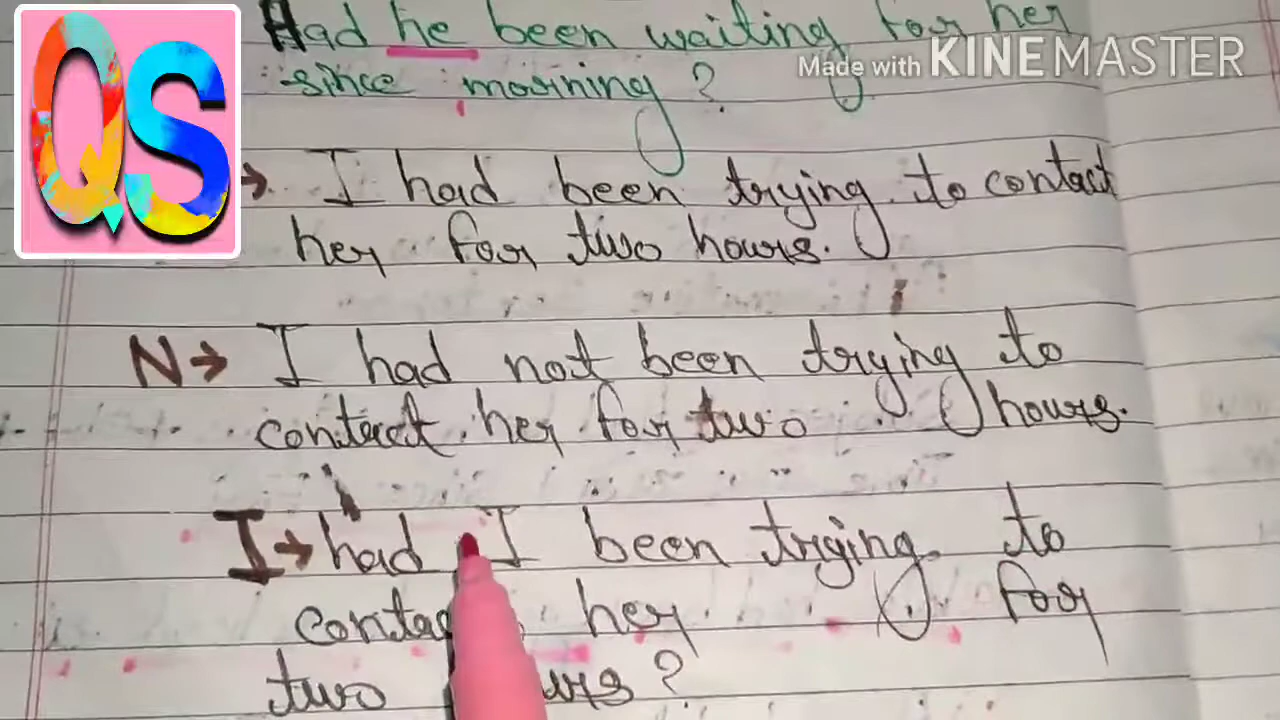 Had he been waiting for her
since morning?
Made with KINEMASTER
QS
→ I had been trying to contact
her for two hours.
N→ I had not been trying to
contact her for two hours.
I→ had I been trying to
her for
two ?